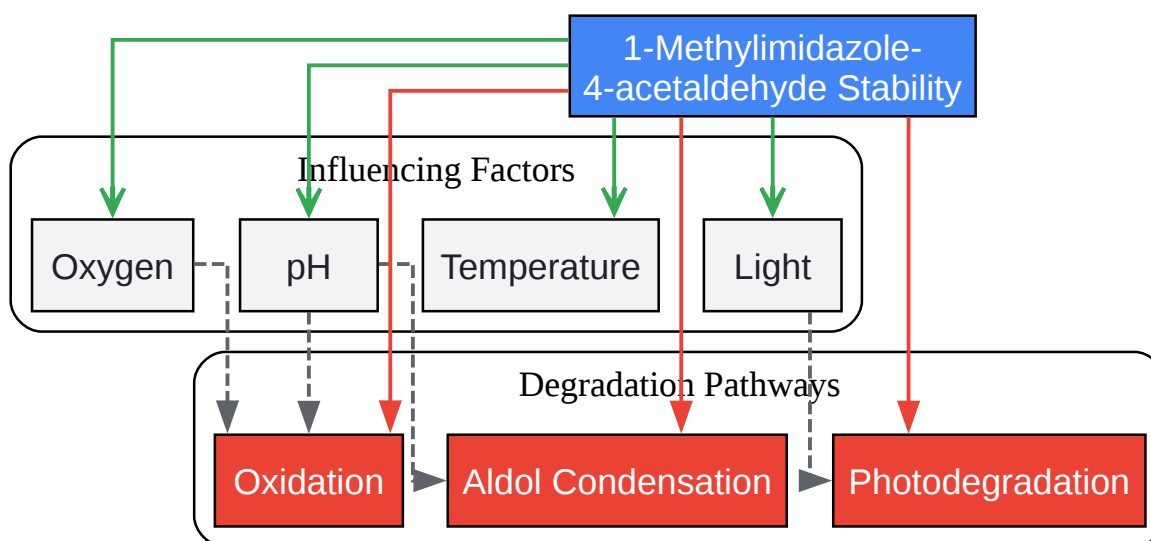 1-Methylimidazole-
4-acetaldehyde Stability
Influencing Factors
Oxygen
pH
Temperature
Light
Degradation Pathways
Oxidation
Aldol Condensation
Photodegradation